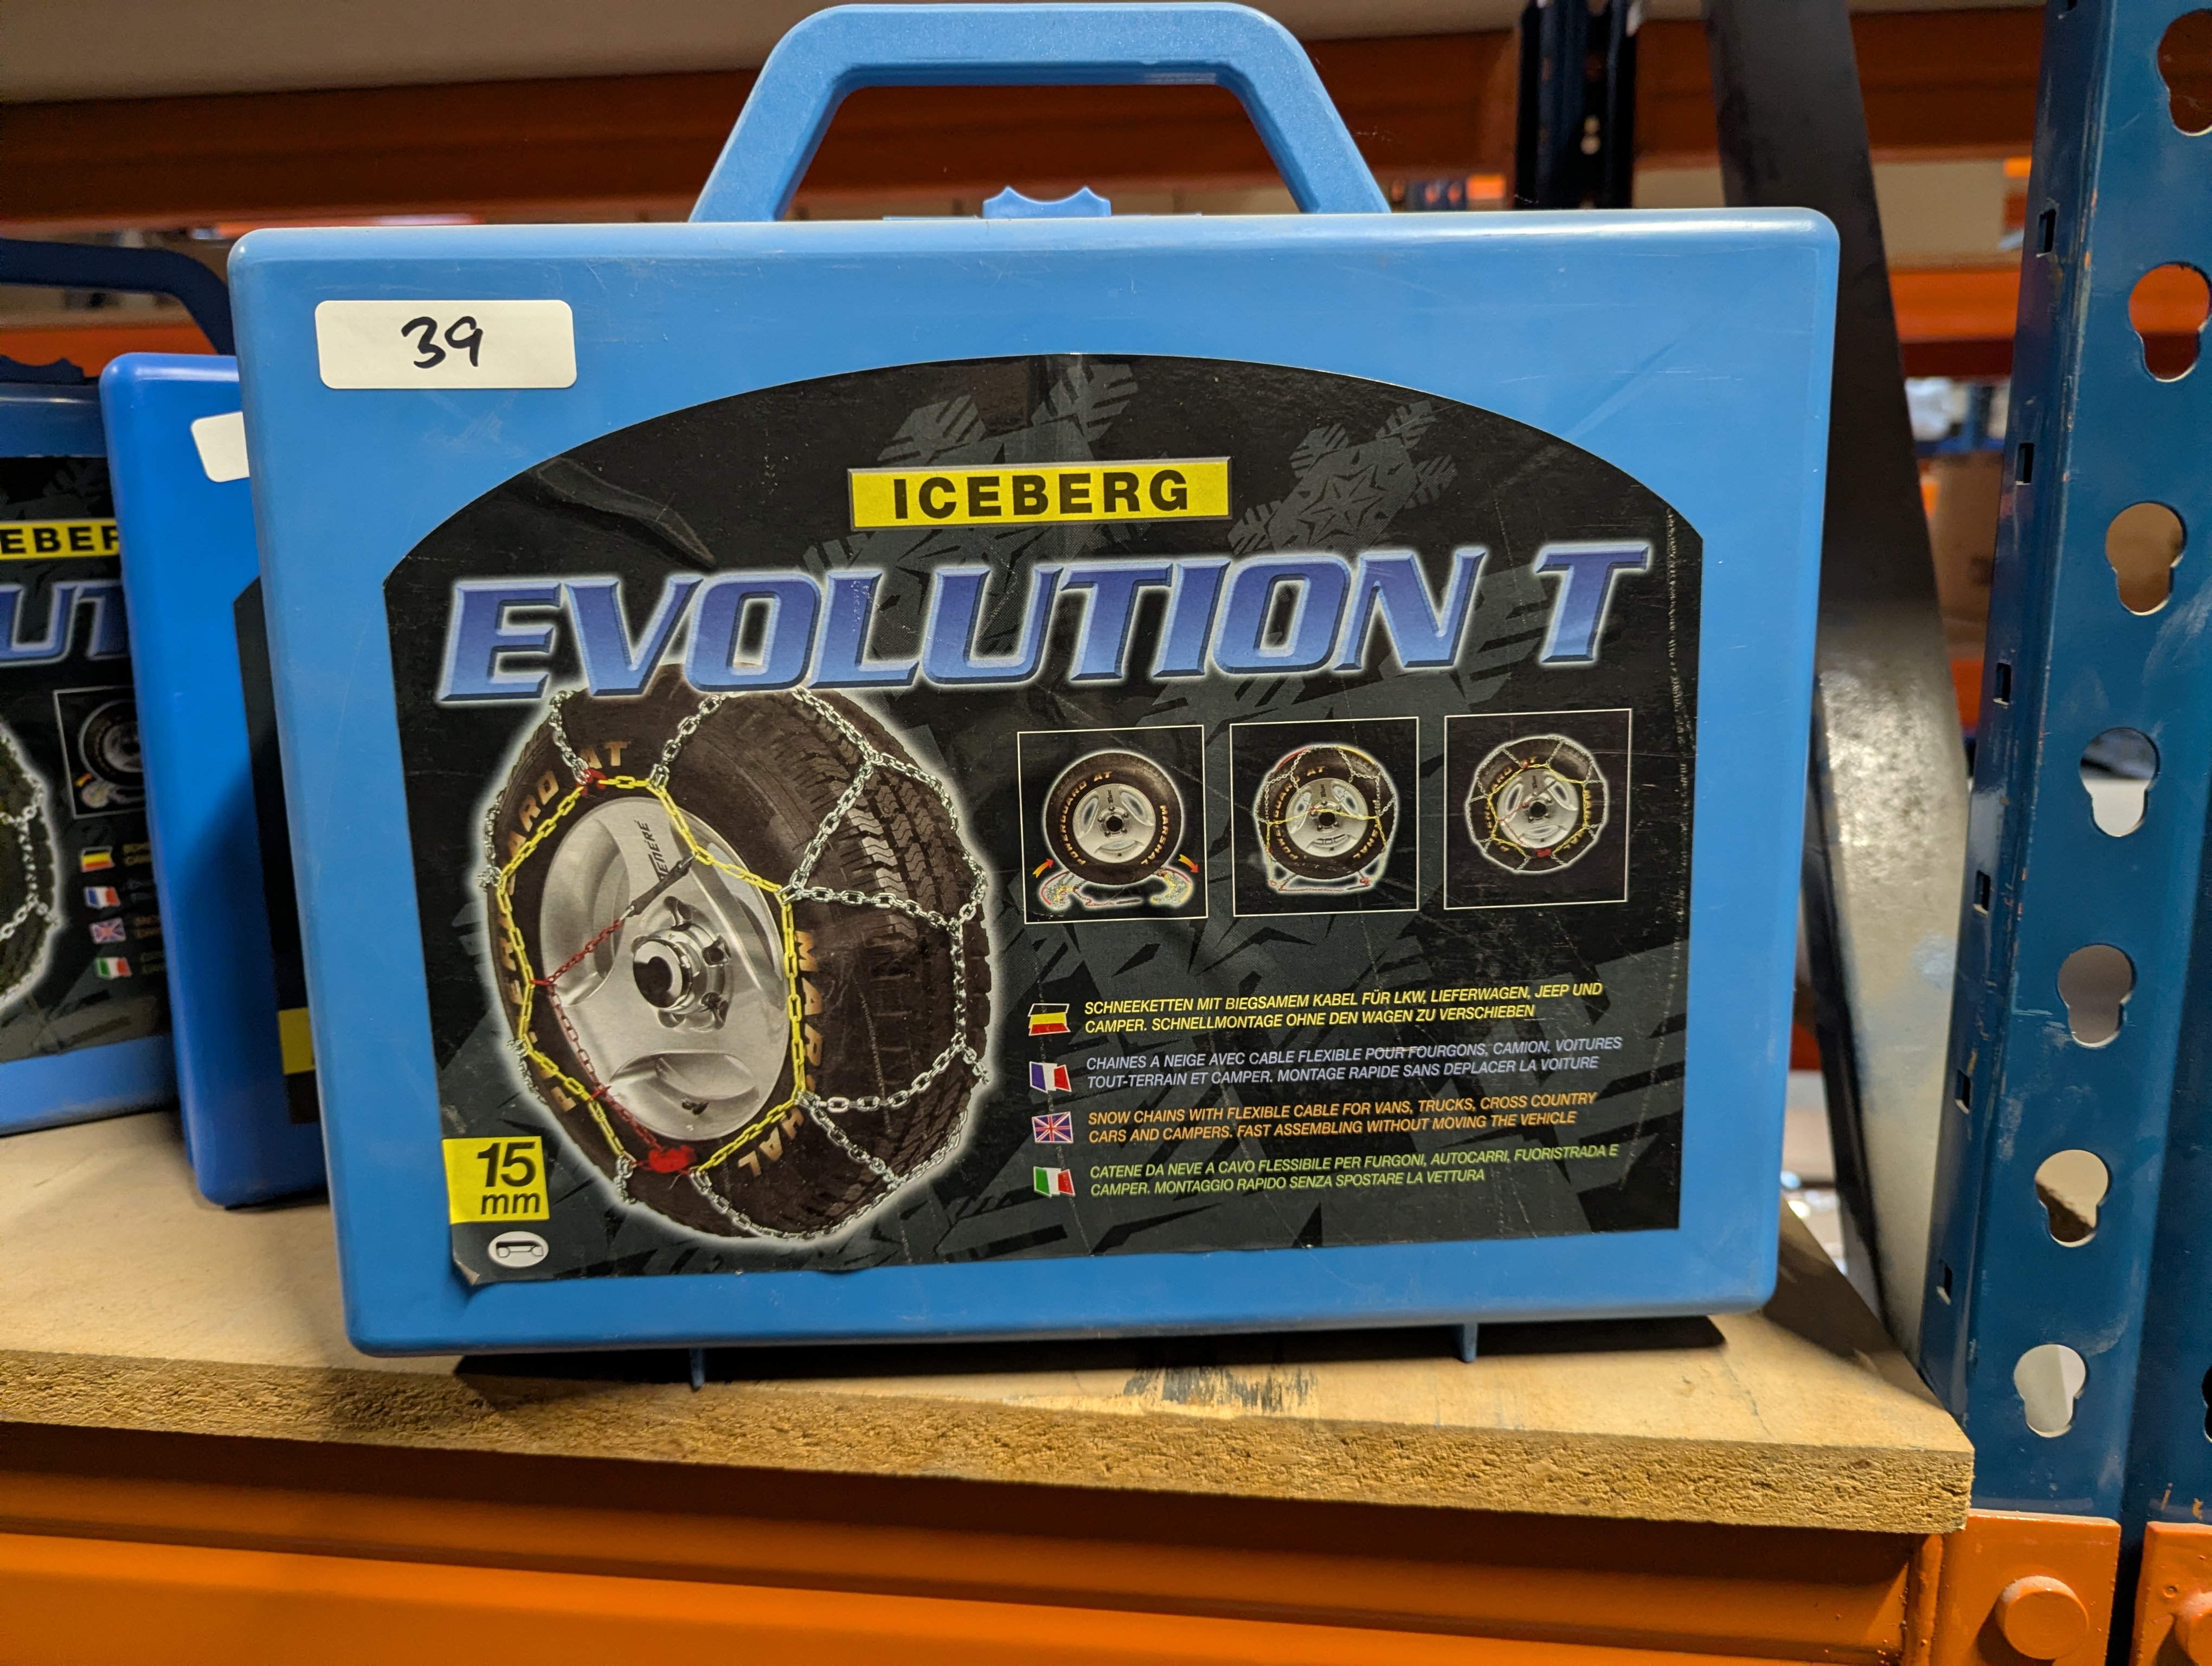 39
ICEBERG
EVOLUTION T
SCHNEEKETTEN MIT BIEGSAMEM KABEL FÜR LKW, LIEFERWAGEN, JEEP UND
CAMPER. SCHNELLMONTAGE OHNE DEN WAGEN ZU VERSCHIEBEN
CHAINES A NEIGE AVEC CABLE FLEXIBLE POUR FOURGONS, CAMION, VOITURES
TOUT-TERRAIN ET CAMPER. MONTAGE RAPIDE SANS DEPLACER LA VOITURE
SNOW CHAINS WITH FLEXIBLE CABLE FOR VANS, TRUCKS, CROSS COUNTRY
CARS AND CAMPERS. FAST ASSEMBLING WITHOUT MOVING THE VEHICLE
CATENE DA NEVE A CAVO FLESSIBILE PER FURGONI, AUTOCARRI, FUORISTRADA E
CAMPER. MONTAGGIO RAPIDO SENZA SPOSTARE LA VETTURA
15
mm
MARSHAL
AT